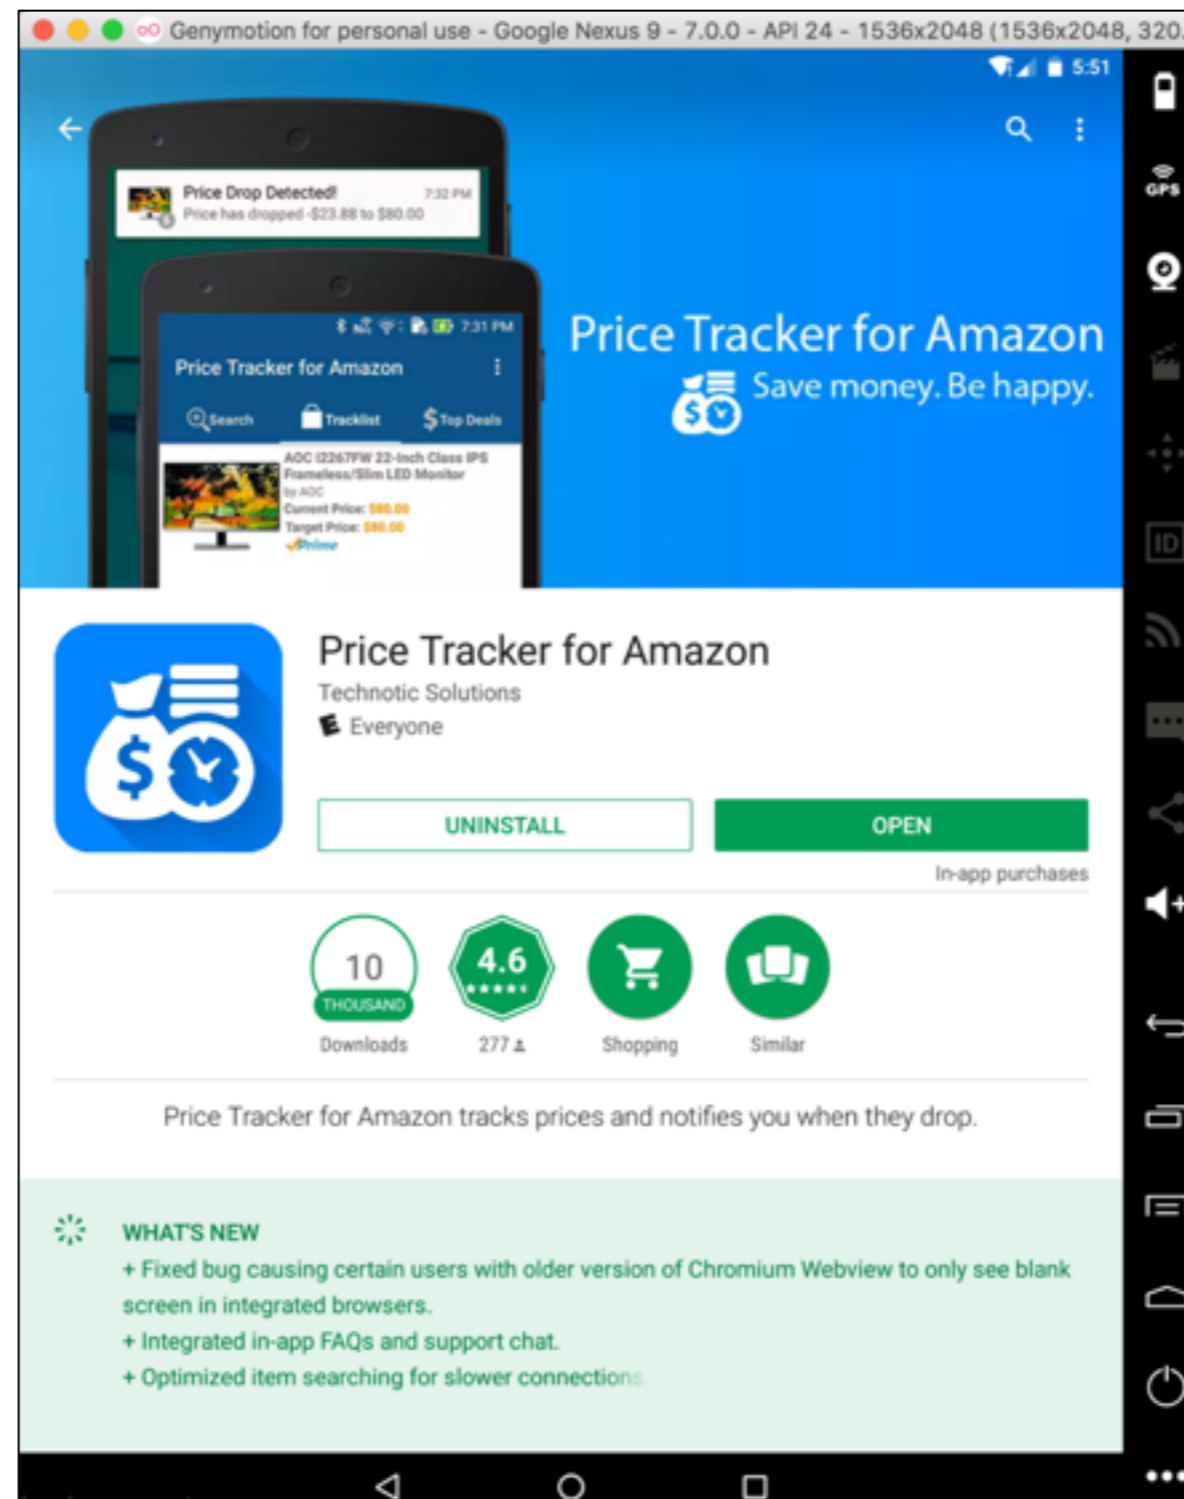 Genymotion for personal use - Google Nexus 9 - 7.0.0 - API 24 - 1536x2048 (1536x2048, 320.
5:51
Price Drop Detected! 7:32 PM
Price has dropped -$23.88 to $80.00
GPS
7:31 PM
Price Tracker for Amazon
Search Tracklist $ Top Deals
AOC I2267FW 22-Inch Class IPS
Frameless/Slim LED Monitor
by AOC
Current Price: $80.00
Target Price: $80.00
Prime
Price Tracker for Amazon
Save money. Be happy.
ID
Price Tracker for Amazon
Technotic Solutions
E Everyone
UNINSTALL OPEN
In-app purchases
10
THOUSAND
4.6
Downloads 277 Shopping Similar
Price Tracker for Amazon tracks prices and notifies you when they drop.
WHAT'S NEW
+ Fixed bug causing certain users with older version of Chromium Webview to only see blank
screen in integrated browsers.
+ Integrated in-app FAQs and support chat.
+ Optimized item searching for slower connections.